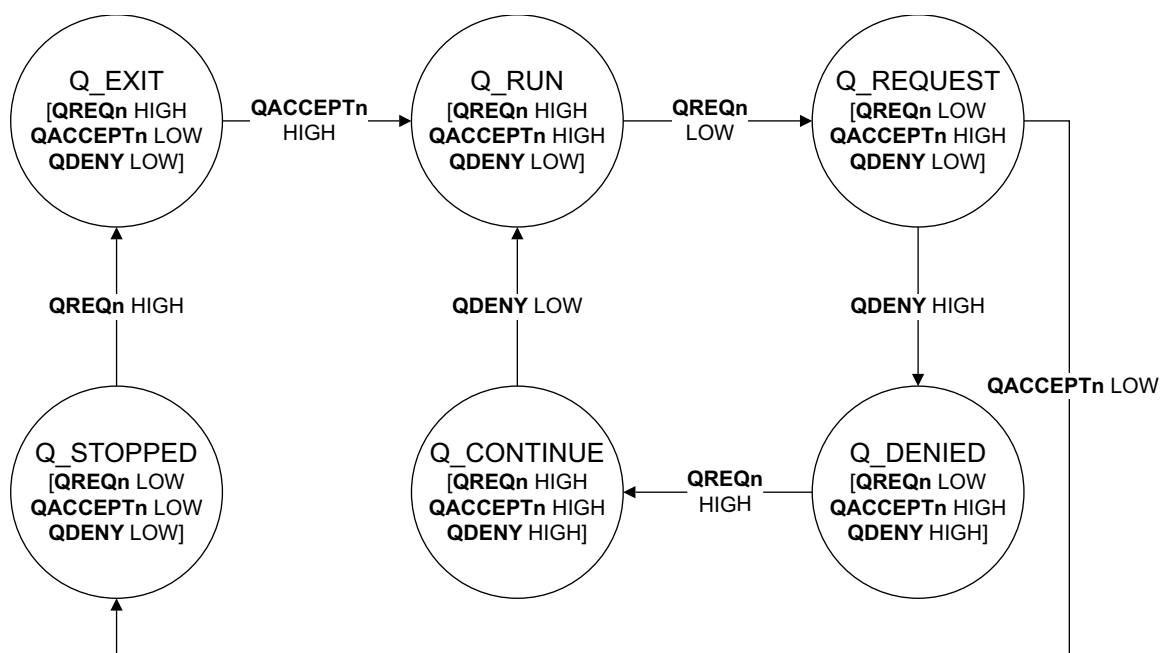 Q_EXIT
[QREQn HIGH
QACCEPTn LOW
QDENY LOW]
QACCEPTn
HIGH
Q_RUN
[QREQn HIGH
QACCEPTn HIGH
QDENY LOW]
QREQn
LOW
Q_REQUEST
[QREQn LOW
QACCEPTn HIGH
QDENY LOW]
QREQn HIGH
QDENY LOW
QDENY HIGH
QACCEPTn LOW
Q_STOPPED
[QREQn LOW
QACCEPTn LOW
QDENY LOW]
Q_CONTINUE
[QREQn HIGH
QACCEPTn HIGH
QDENY HIGH]
QREQn
HIGH
Q_DENIED
[QREQn LOW
QACCEPTn HIGH
QDENY HIGH]